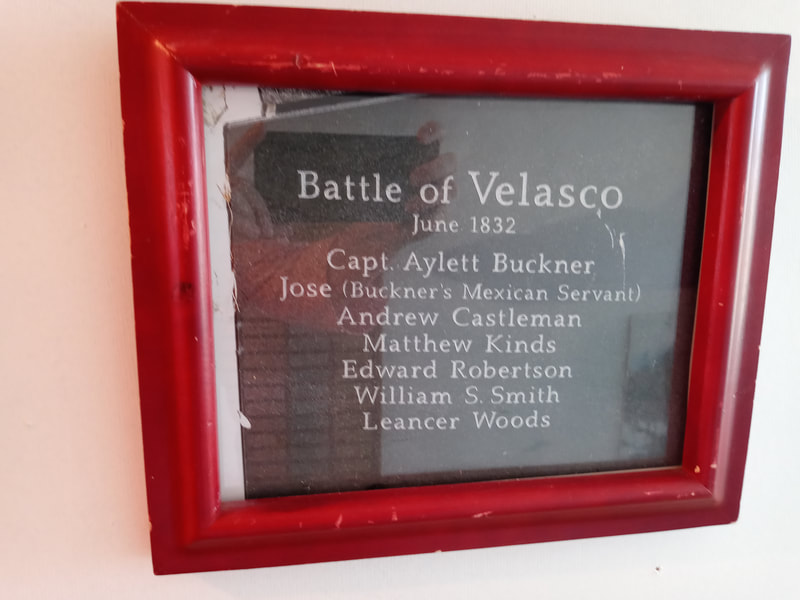 Battle of Velasco
June 1832
Capt. Aylett Buckner
Jose (Buckner's Mexican Servant)
Andrew Castleman
Matthew Kinds
Edward Robertson
William S. Smith
Leancer Woods